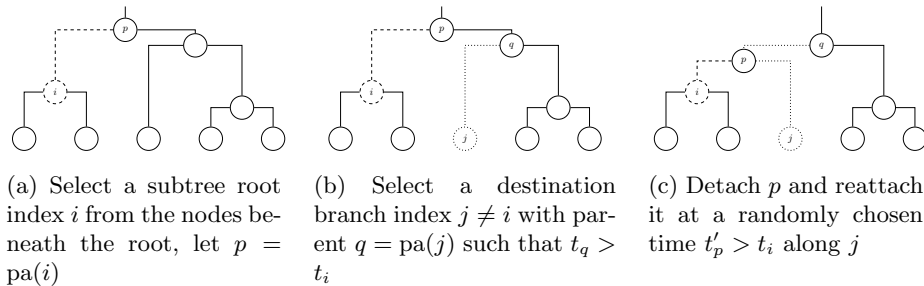 p
i
p
q
i
j
q
p
i
j
(a) Select a subtree root
index i from the nodes be-
neath the root, let p =
pa(i)
(b) Select a destination
branch index j ≠ i with par-
ent q = pa(j) such that t_q >
t_i
(c) Detach p and reattach
it at a randomly chosen
time t′_p > t_i along j